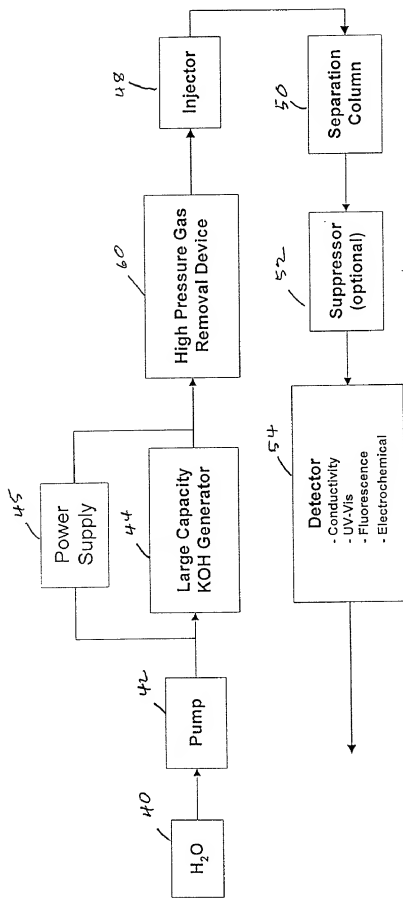 40
H₂O
42
Pump
45
Power
Supply
44
Large Capacity
KOH Generator
60
High Pressure Gas
Removal Device
48
Injector
50
Separation
Column
52
Suppressor
(optional)
54
Detector
- Conductivity
- UV-Vis
- Fluorescence
- Electrochemical